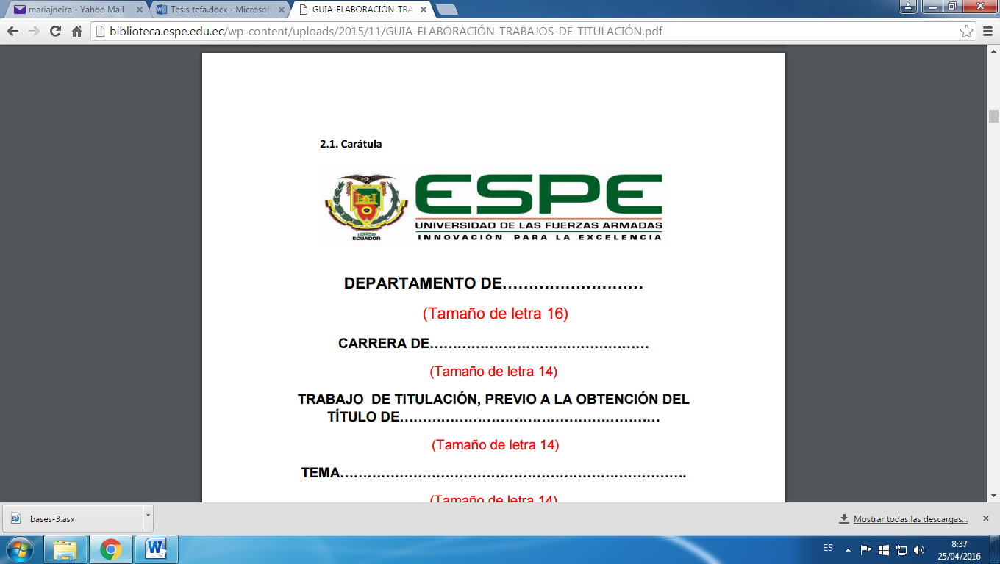 mariajneira - Yahoo Mail
Tesis tefa.docx - Microsoft
GUIA-ELABORACIÓN-TRA
biblioteca.espe.edu.ec/wp-content/uploads/2015/11/GUIA-ELABORACIÓN-TRABAJOS-DE-TITULACIÓN.pdf
2.1. Carátula
ESPE
UNIVERSIDAD DE LAS FUERZAS ARMADAS
INNOVACIÓN PARA LA EXCELENCIA
1922
ECUADOR
DEPARTAMENTO DE………………………
(Tamaño de letra 16)
CARRERA DE…………………………………………
(Tamaño de letra 14)
TRABAJO DE TITULACIÓN, PREVIO A LA OBTENCIÓN DEL
TÍTULO DE…………………………………………………
(Tamaño de letra 14)
TEMA………………………………………………………………….
(Tamaño de letra 14)
bases-3.asx
Mostrar todas las descargas...
ES
8:37
25/04/2016